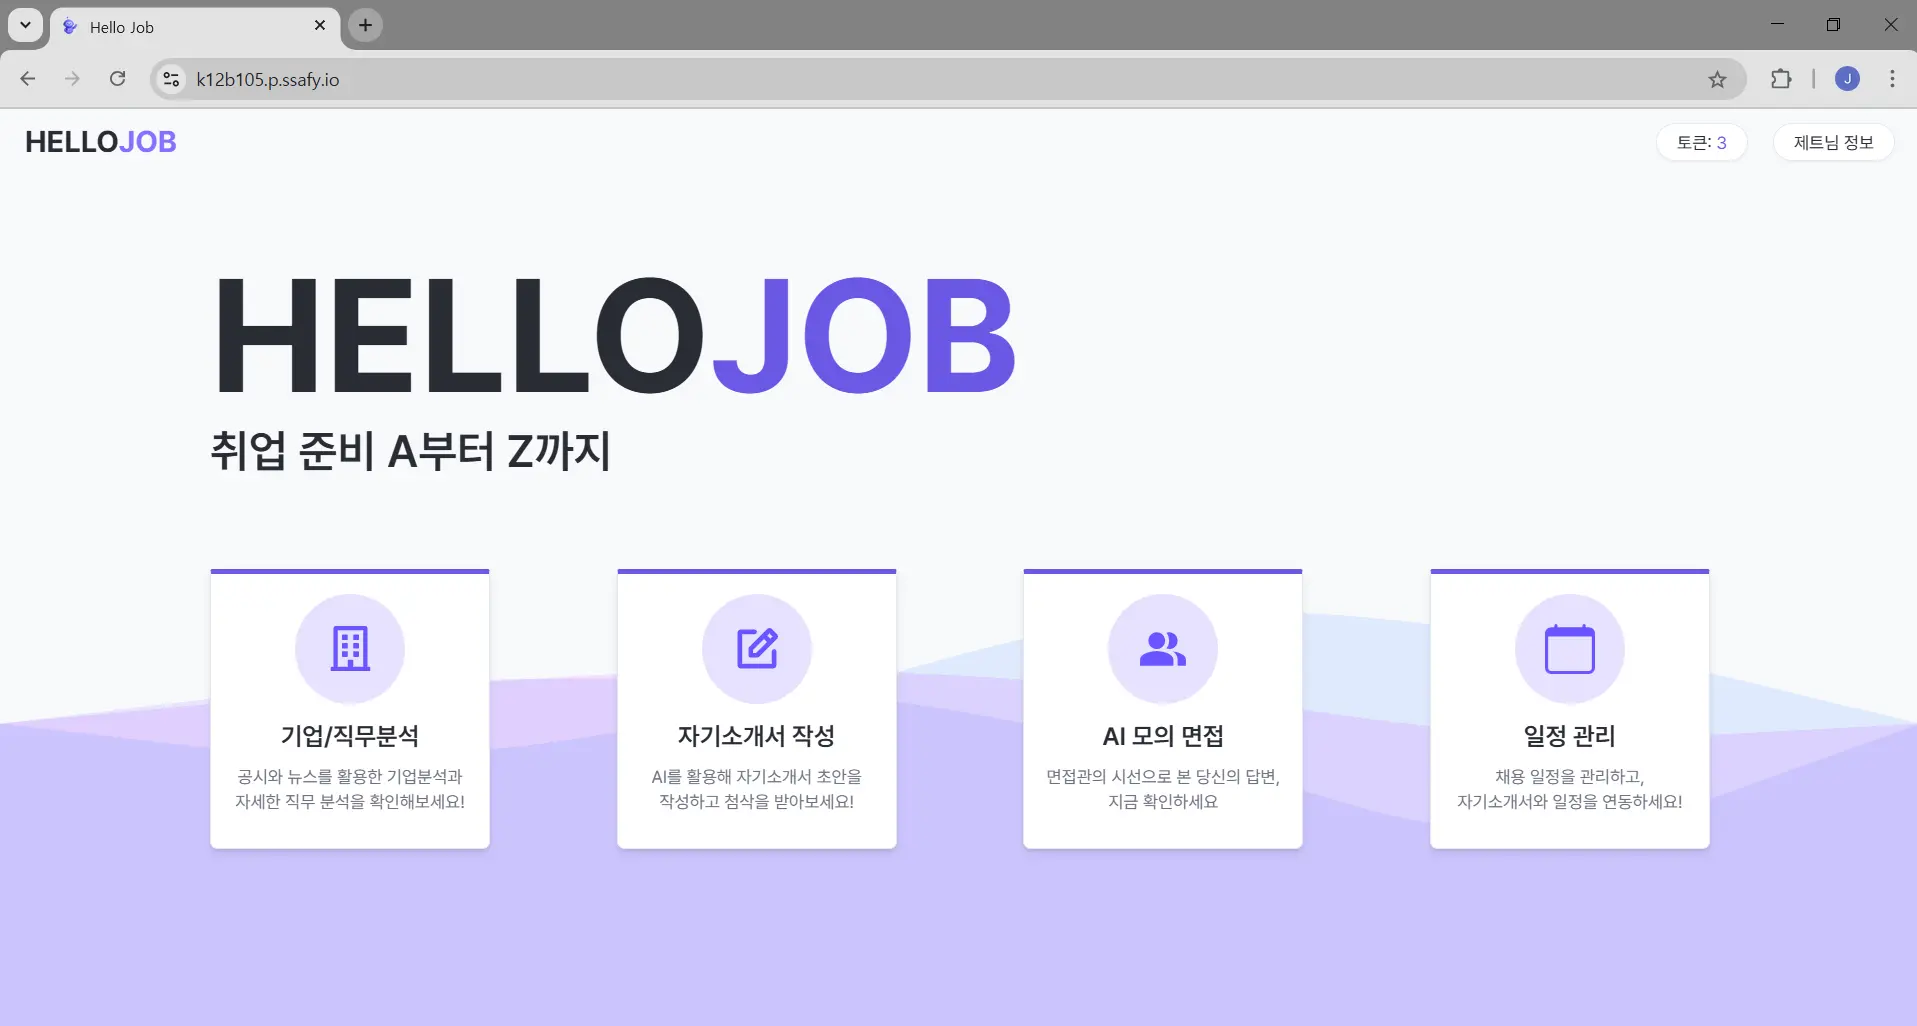 Hello Job
k12b105.p.ssafy.io
J
HELLOJOB
토큰: 3
제트님 정보
HELLOJOB
취업 준비 A부터 Z까지
기업/직무분석
공시와 뉴스를 활용한 기업분석과
자세한 직무 분석을 확인해보세요!
자기소개서 작성
AI를 활용해 자기소개서 초안을
작성하고 첨삭을 받아보세요!
AI 모의 면접
면접관의 시선으로 본 당신의 답변,
지금 확인하세요
일정 관리
채용 일정을 관리하고,
자기소개서와 일정을 연동하세요!